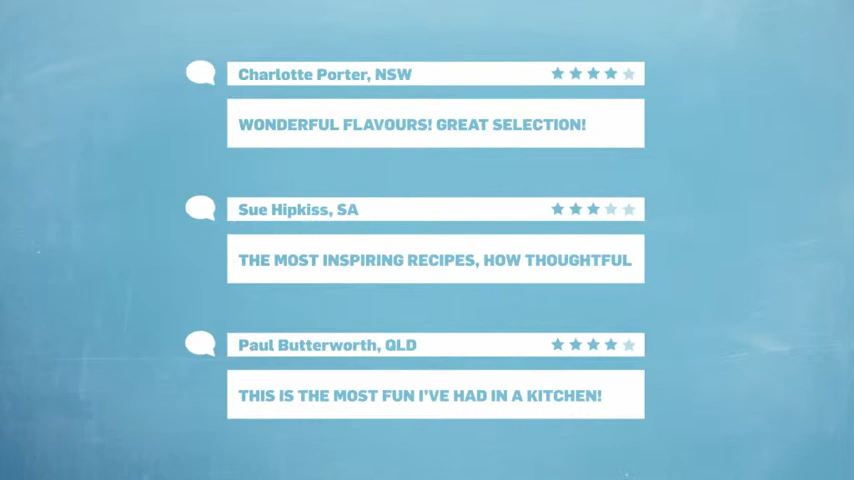 Charlotte Porter, NSW
WONDERFUL FLAVOURS! GREAT SELECTION!
Sue Hipkiss, SA
THE MOST INSPIRING RECIPES, HOW THOUGHTFUL
Paul Butterworth, QLD
THIS IS THE MOST FUN I'VE HAD IN A KITCHEN!